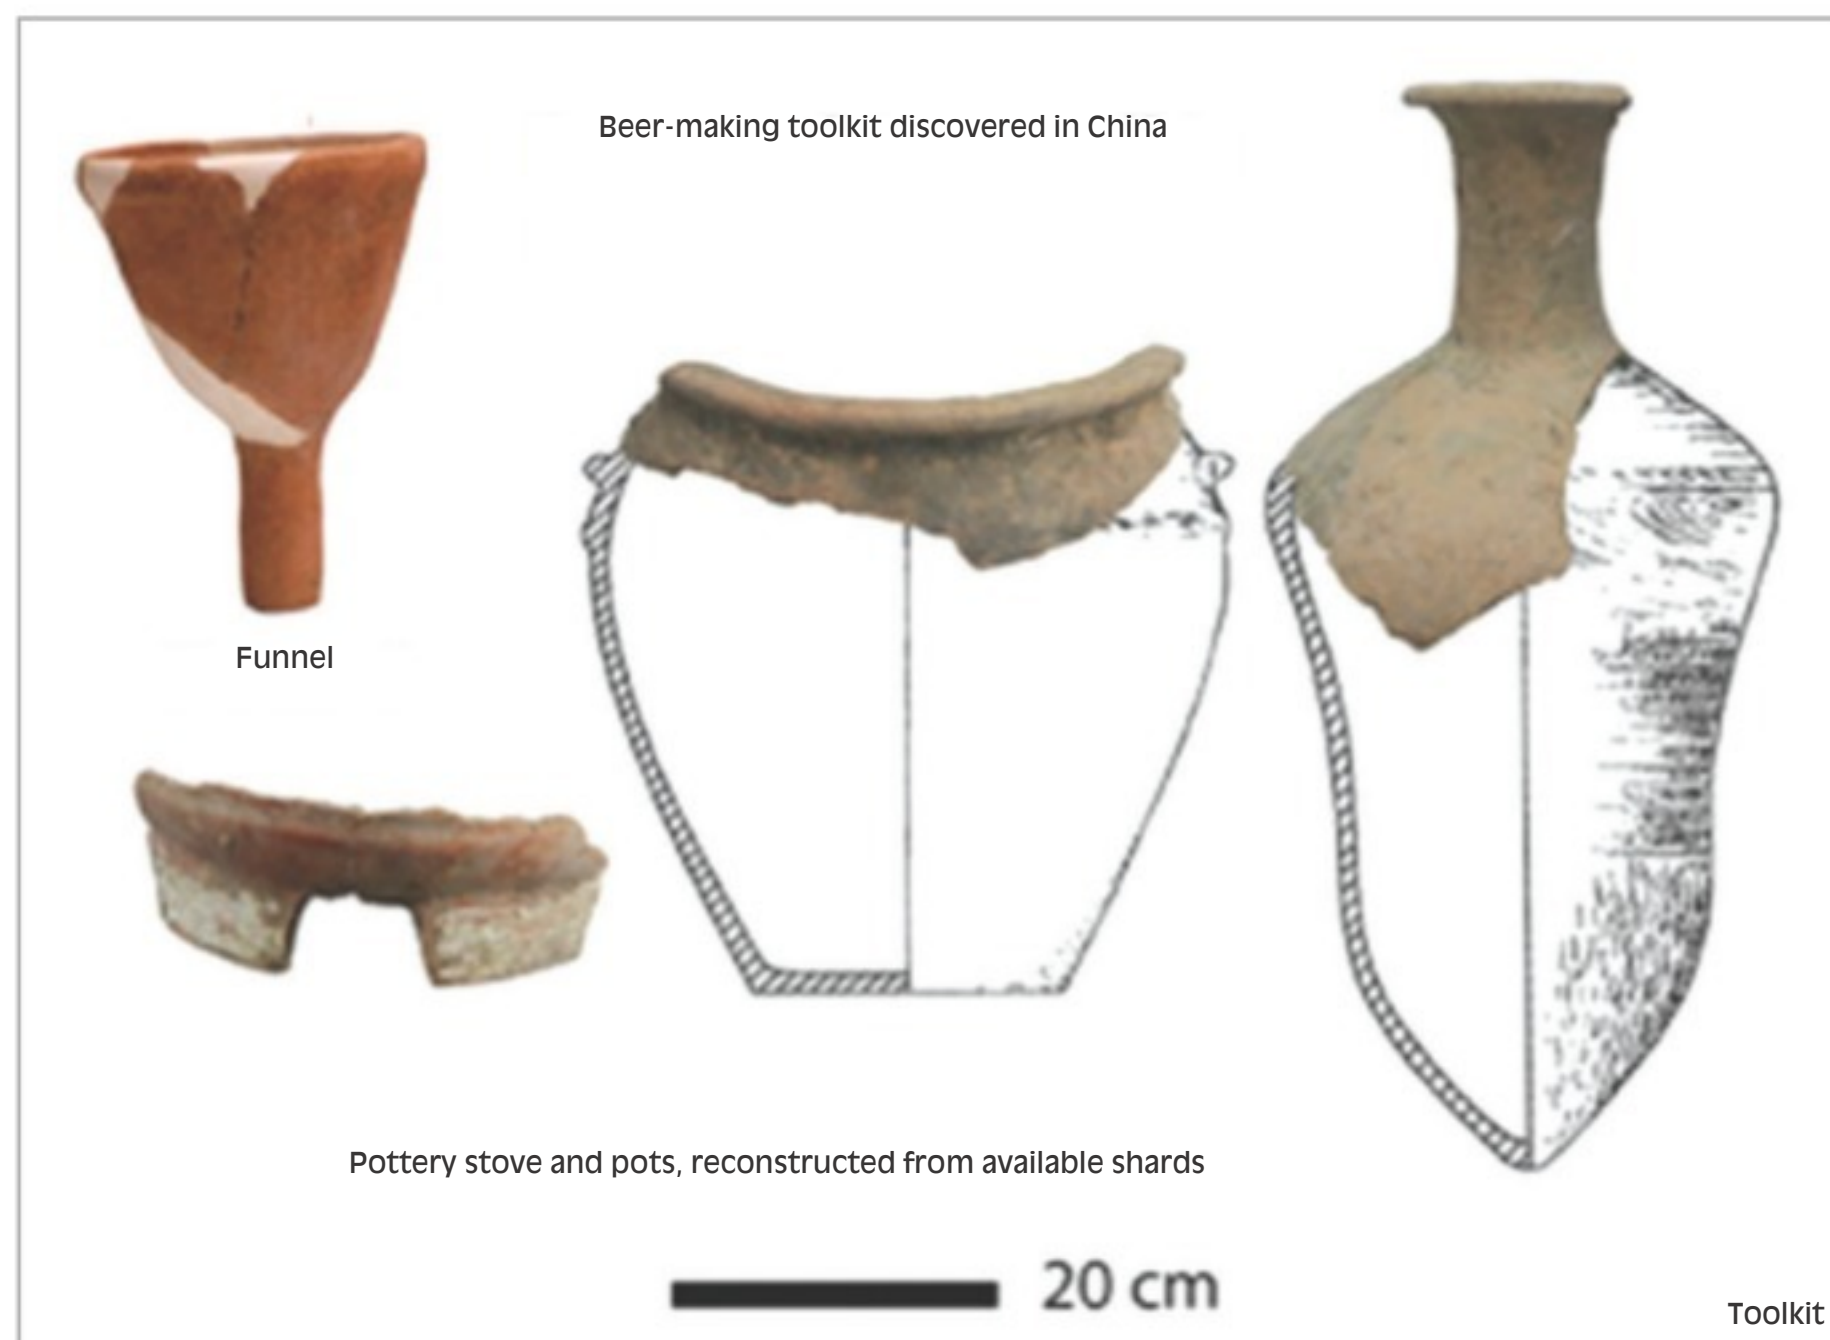 Beer-making toolkit discovered in China
Funnel
Pottery stove and pots, reconstructed from available shards
20 cm
Toolkit